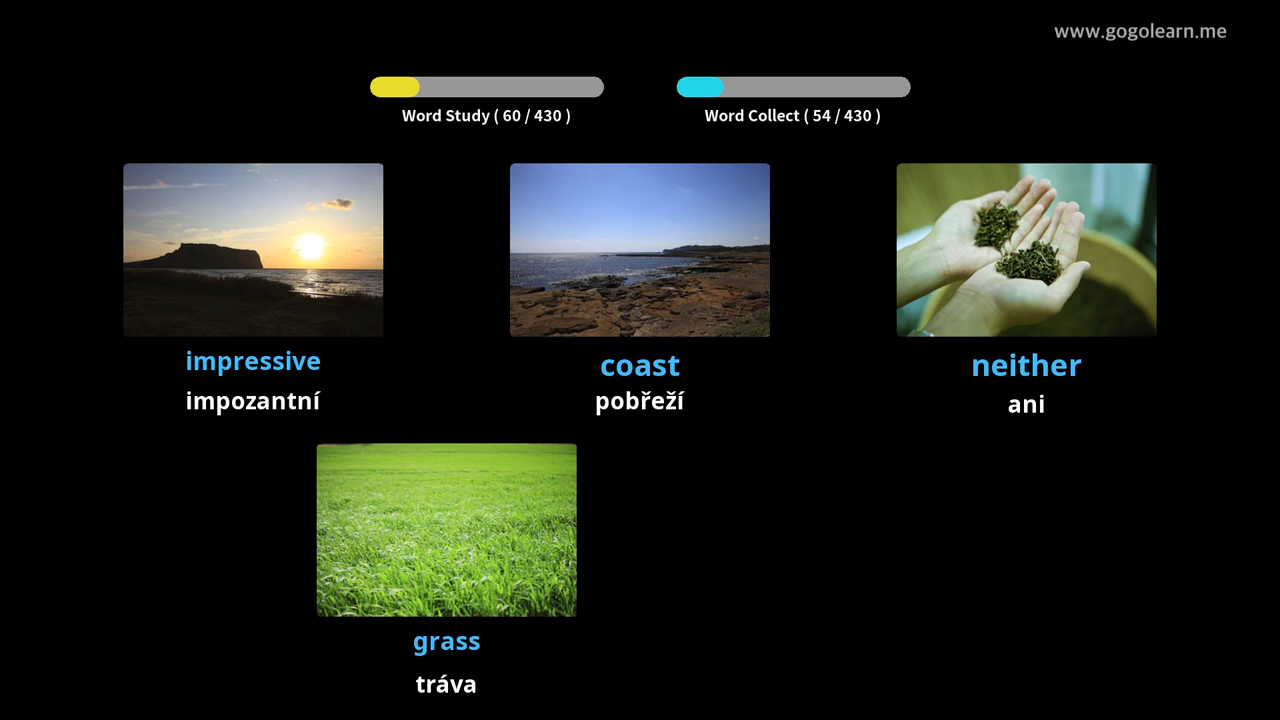 www.gogolearn.me
Word Study ( 60 / 430 )
Word Collect ( 54 / 430 )
impressive
impozantní
coast
pobřeží
neither
ani
grass
tráva